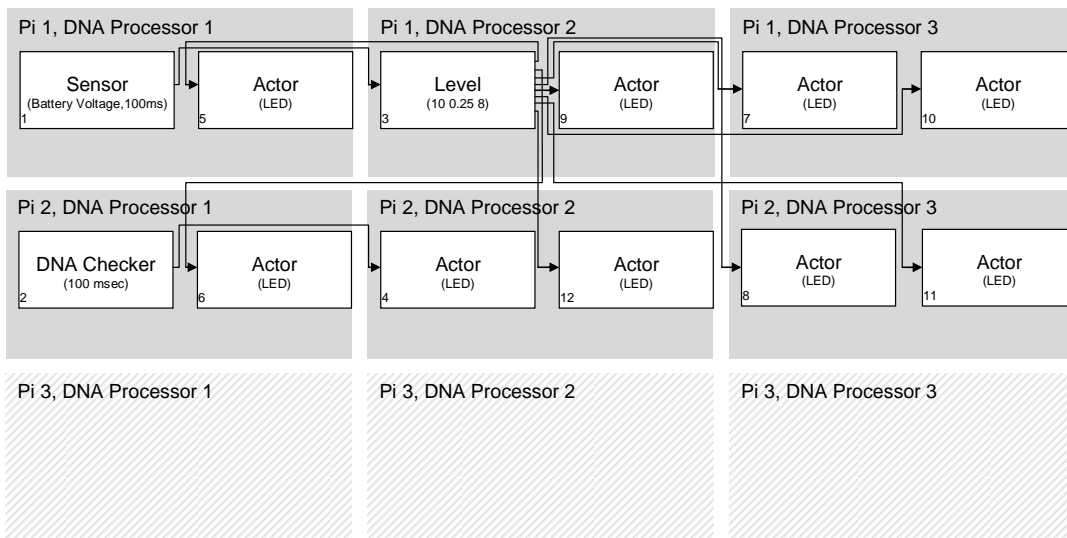 Pi 1, DNA Processor 1
Sensor
(Battery Voltage,100ms)
1
Actor
(LED)
5
Pi 1, DNA Processor 2
Level
(10 0.25 8)
3
Actor
(LED)
9
Pi 1, DNA Processor 3
Actor
(LED)
7
Actor
(LED)
10
Pi 2, DNA Processor 1
DNA Checker
(100 msec)
2
Actor
(LED)
6
Pi 2, DNA Processor 2
Actor
(LED)
4
Actor
(LED)
12
Pi 2, DNA Processor 3
Actor
(LED)
8
Actor
(LED)
11
Pi 3, DNA Processor 1
Pi 3, DNA Processor 2
Pi 3, DNA Processor 3